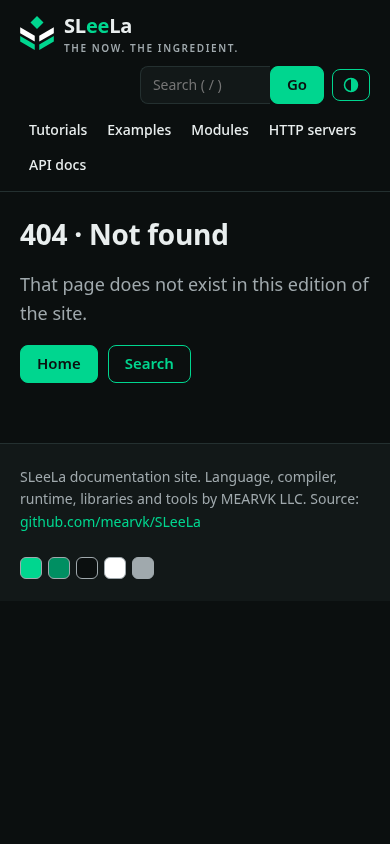 SLeeLa
THE NOW. THE INGREDIENT.
Search ( / )
Go
Tutorials
Examples
Modules
HTTP servers
API docs
404 · Not found
That page does not exist in this edition of
the site.
Home
Search
SLeeLa documentation site. Language, compiler,
runtime, libraries and tools by MEARVK LLC. Source:
github.com/mearvk/SLeeLa